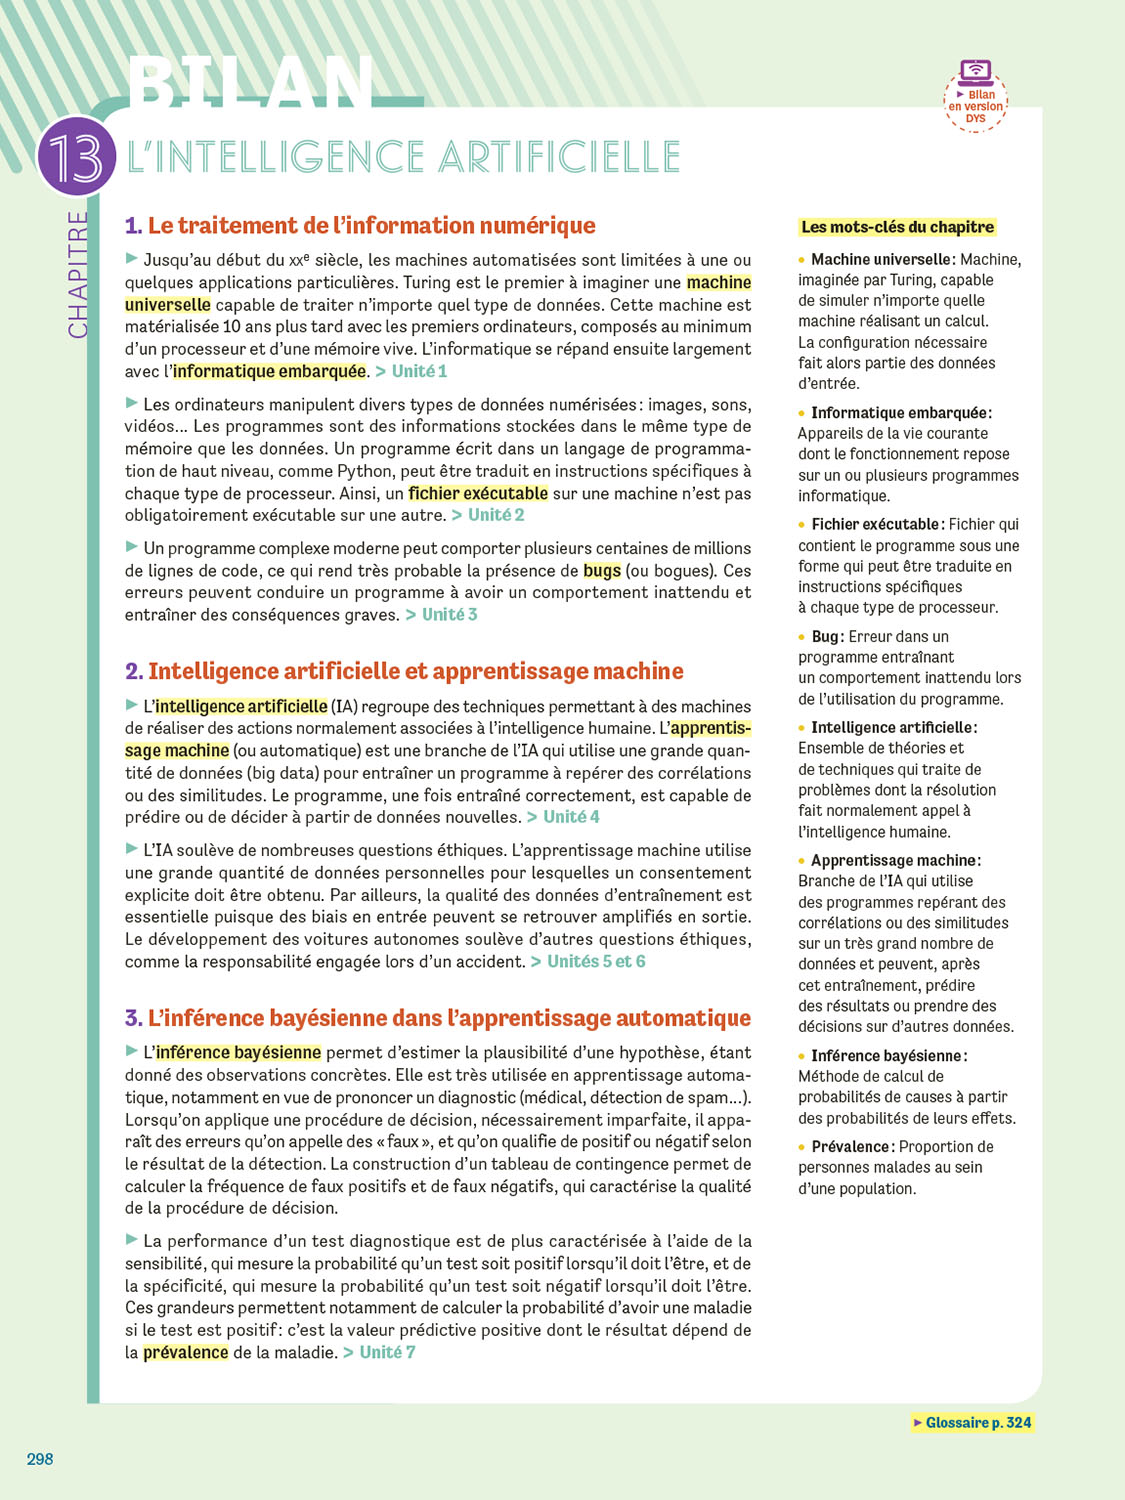 BILAN
► Bilan
en version
DYS
13
CHAPITRE
L'INTELLIGENCE ARTIFICIELLE
1. Le traitement de l'information numérique
► Jusqu'au début du XXe siècle, les machines automatisées sont limitées à une ou
quelques applications particulières. Turing est le premier à imaginer une machine
universelle capable de traiter n'importe quel type de données. Cette machine est
matérialisée 10 ans plus tard avec les premiers ordinateurs, composés au minimum
d'un processeur et d'une mémoire vive. L'informatique se répand ensuite largement
avec l'informatique embarquée. > Unité 1
► Les ordinateurs manipulent divers types de données numérisées : images, sons,
vidéos... Les programmes sont des informations stockées dans le même type de
mémoire que les données. Un programme écrit dans un langage de programma-
tion de haut niveau, comme Python, peut être traduit en instructions spécifiques à
chaque type de processeur. Ainsi, un fichier exécutable sur une machine n'est pas
obligatoirement exécutable sur une autre. > Unité 2
► Un programme complexe moderne peut comporter plusieurs centaines de millions
de lignes de code, ce qui rend très probable la présence de bugs (ou bogues). Ces
erreurs peuvent conduire un programme à avoir un comportement inattendu et
entraîner des conséquences graves. > Unité 3
2. Intelligence artificielle et apprentissage machine
► L'intelligence artificielle (IA) regroupe des techniques permettant à des machines
de réaliser des actions normalement associées à l'intelligence humaine. L'apprentis-
sage machine (ou automatique) est une branche de l'IA qui utilise une grande quan-
tité de données (big data) pour entraîner un programme à repérer des corrélations
ou des similitudes. Le programme, une fois entraîné correctement, est capable de
prédire ou de décider à partir de données nouvelles. > Unité 4
► L'IA soulève de nombreuses questions éthiques. L'apprentissage machine utilise
une grande quantité de données personnelles pour lesquelles un consentement
explicite doit être obtenu. Par ailleurs, la qualité des données d'entraînement est
essentielle puisque des biais en entrée peuvent se retrouver amplifiés en sortie.
Le développement des voitures autonomes soulève d'autres questions éthiques,
comme la responsabilité engagée lors d'un accident. > Unités 5 et 6
3. L'inférence bayésienne dans l'apprentissage automatique
► L'inférence bayésienne permet d'estimer la plausibilité d'une hypothèse, étant
donné des observations concrètes. Elle est très utilisée en apprentissage automa-
tique, notamment en vue de prononcer un diagnostic (médical, détection de spam...).
Lorsqu'on applique une procédure de décision, nécessairement imparfaite, il appa-
raît des erreurs qu'on appelle des « faux », et qu'on qualifie de positif ou négatif selon
le résultat de la détection. La construction d'un tableau de contingence permet de
calculer la fréquence de faux positifs et de faux négatifs, qui caractérise la qualité
de la procédure de décision.
► La performance d'un test diagnostique est de plus caractérisée à l'aide de la
sensibilité, qui mesure la probabilité qu'un test soit positif lorsqu'il doit l'être, et de
la spécificité, qui mesure la probabilité qu'un test soit négatif lorsqu'il doit l'être.
Ces grandeurs permettent notamment de calculer la probabilité d'avoir une maladie
si le test est positif : c'est la valeur prédictive positive dont le résultat dépend de
la prévalence de la maladie. > Unité 7
Les mots-clés du chapitre
• Machine universelle : Machine,
imaginée par Turing, capable
de simuler n'importe quelle
machine réalisant un calcul.
La configuration nécessaire
fait alors partie des données
d'entrée.
• Informatique embarquée :
Appareils de la vie courante
dont le fonctionnement repose
sur un ou plusieurs programmes
informatique.
• Fichier exécutable : Fichier qui
contient le programme sous une
forme qui peut être traduite en
instructions spécifiques
à chaque type de processeur.
• Bug : Erreur dans un
programme entraînant
un comportement inattendu lors
de l'utilisation du programme.
• Intelligence artificielle :
Ensemble de théories et
de techniques qui traite de
problèmes dont la résolution
fait normalement appel à
l'intelligence humaine.
• Apprentissage machine :
Branche de l'IA qui utilise
des programmes repérant des
corrélations ou des similitudes
sur un très grand nombre de
données et peuvent, après
cet entraînement, prédire
des résultats ou prendre des
décisions sur d'autres données.
• Inférence bayésienne :
Méthode de calcul de
probabilités de causes à partir
des probabilités de leurs effets.
• Prévalence : Proportion de
personnes malades au sein
d'une population.
► Glossaire p. 324
298